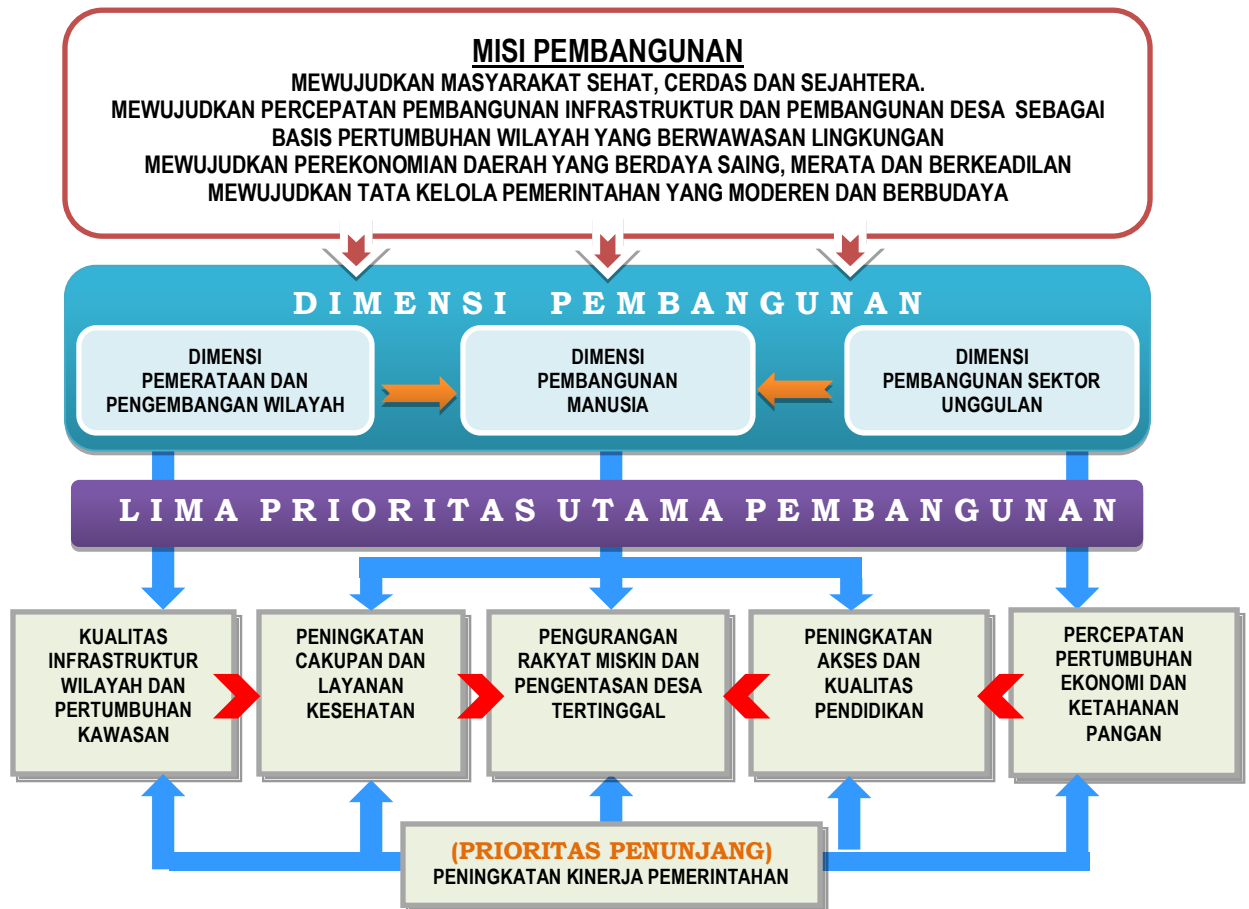 MISI PEMBANGUNAN
MEWUJUDKAN MASYARAKAT SEHAT, CERDAS DAN SEJAHTERA.
MEWUJUDKAN PERCEPATAN PEMBANGUNAN INFRASTRUKTUR DAN PEMBANGUNAN DESA SEBAGAI
BASIS PERTUMBUHAN WILAYAH YANG BERWAWASAN LINGKUNGAN
MEWUJUDKAN PEREKONOMIAN DAERAH YANG BERDAYA SAING, MERATA DAN BERKEADILAN
MEWUJUDKAN TATA KELOLA PEMERINTAHAN YANG MODEREN DAN BERBUDAYA
DIMENSI PEMBANGUNAN
DIMENSI
PEMERATAAN DAN
PENGEMBANGAN WILAYAH
DIMENSI
PEMBANGUNAN
MANUSIA
DIMENSI
PEMBANGUNAN SEKTOR
UNGGULAN
LIMA PRIORITAS UTAMA PEMBANGUNAN
KUALITAS
INFRASTRUKTUR
WILAYAH DAN
PERTUMBUHAN
KAWASAN
PENINGKATAN
CAKUPAN DAN
LAYANAN
KESEHATAN
PENGURANGAN
RAKYAT MISKIN DAN
PENGENTASAN DESA
TERTINGGAL
PENINGKATAN
AKSES DAN
KUALITAS
PENDIDIKAN
PERCEPATAN
PERTUMBUHAN
EKONOMI DAN
KETAHANAN
PANGAN
(PRIORITAS PENUNJANG)
PENINGKATAN KINERJA PEMERINTAHAN